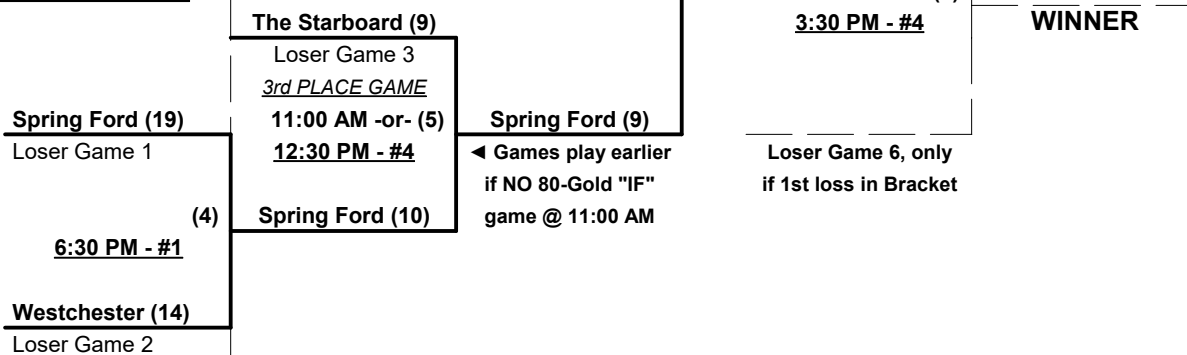 The Starboard (9)
3:30 PM - #4
WINNER
Loser Game 3
3rd PLACE GAME
Spring Ford (19)
11:00 AM -or- (5)
Spring Ford (9)
Loser Game 1
12:30 PM - #4
◄ Games play earlier
Loser Game 6, only
if NO 80-Gold "IF"
if 1st loss in Bracket
(4)
Spring Ford (10)
game @ 11:00 AM
6:30 PM - #1
Westchester (14)
Loser Game 2